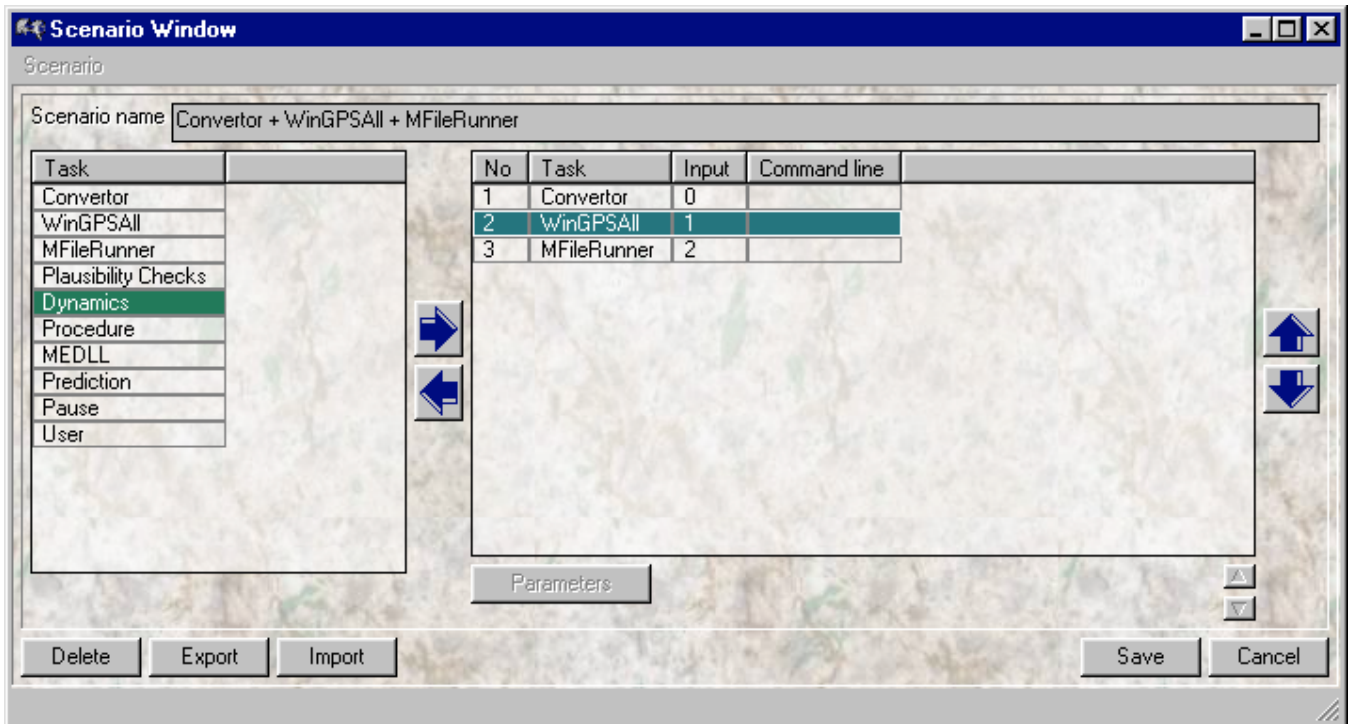 Scenario Window
Scenario
Scenario name Convertor + WinGPSAll + MFileRunner
Task
Convertor
WinGPSAll
MFileRunner
Plausibility Checks
Dynamics
Procedure
MEDLL
Prediction
Pause
User
No Task Input Command line
1 Convertor 0
2 WinGPSAll 1
3 MFileRunner 2
Parameters
Delete Export Import Save Cancel